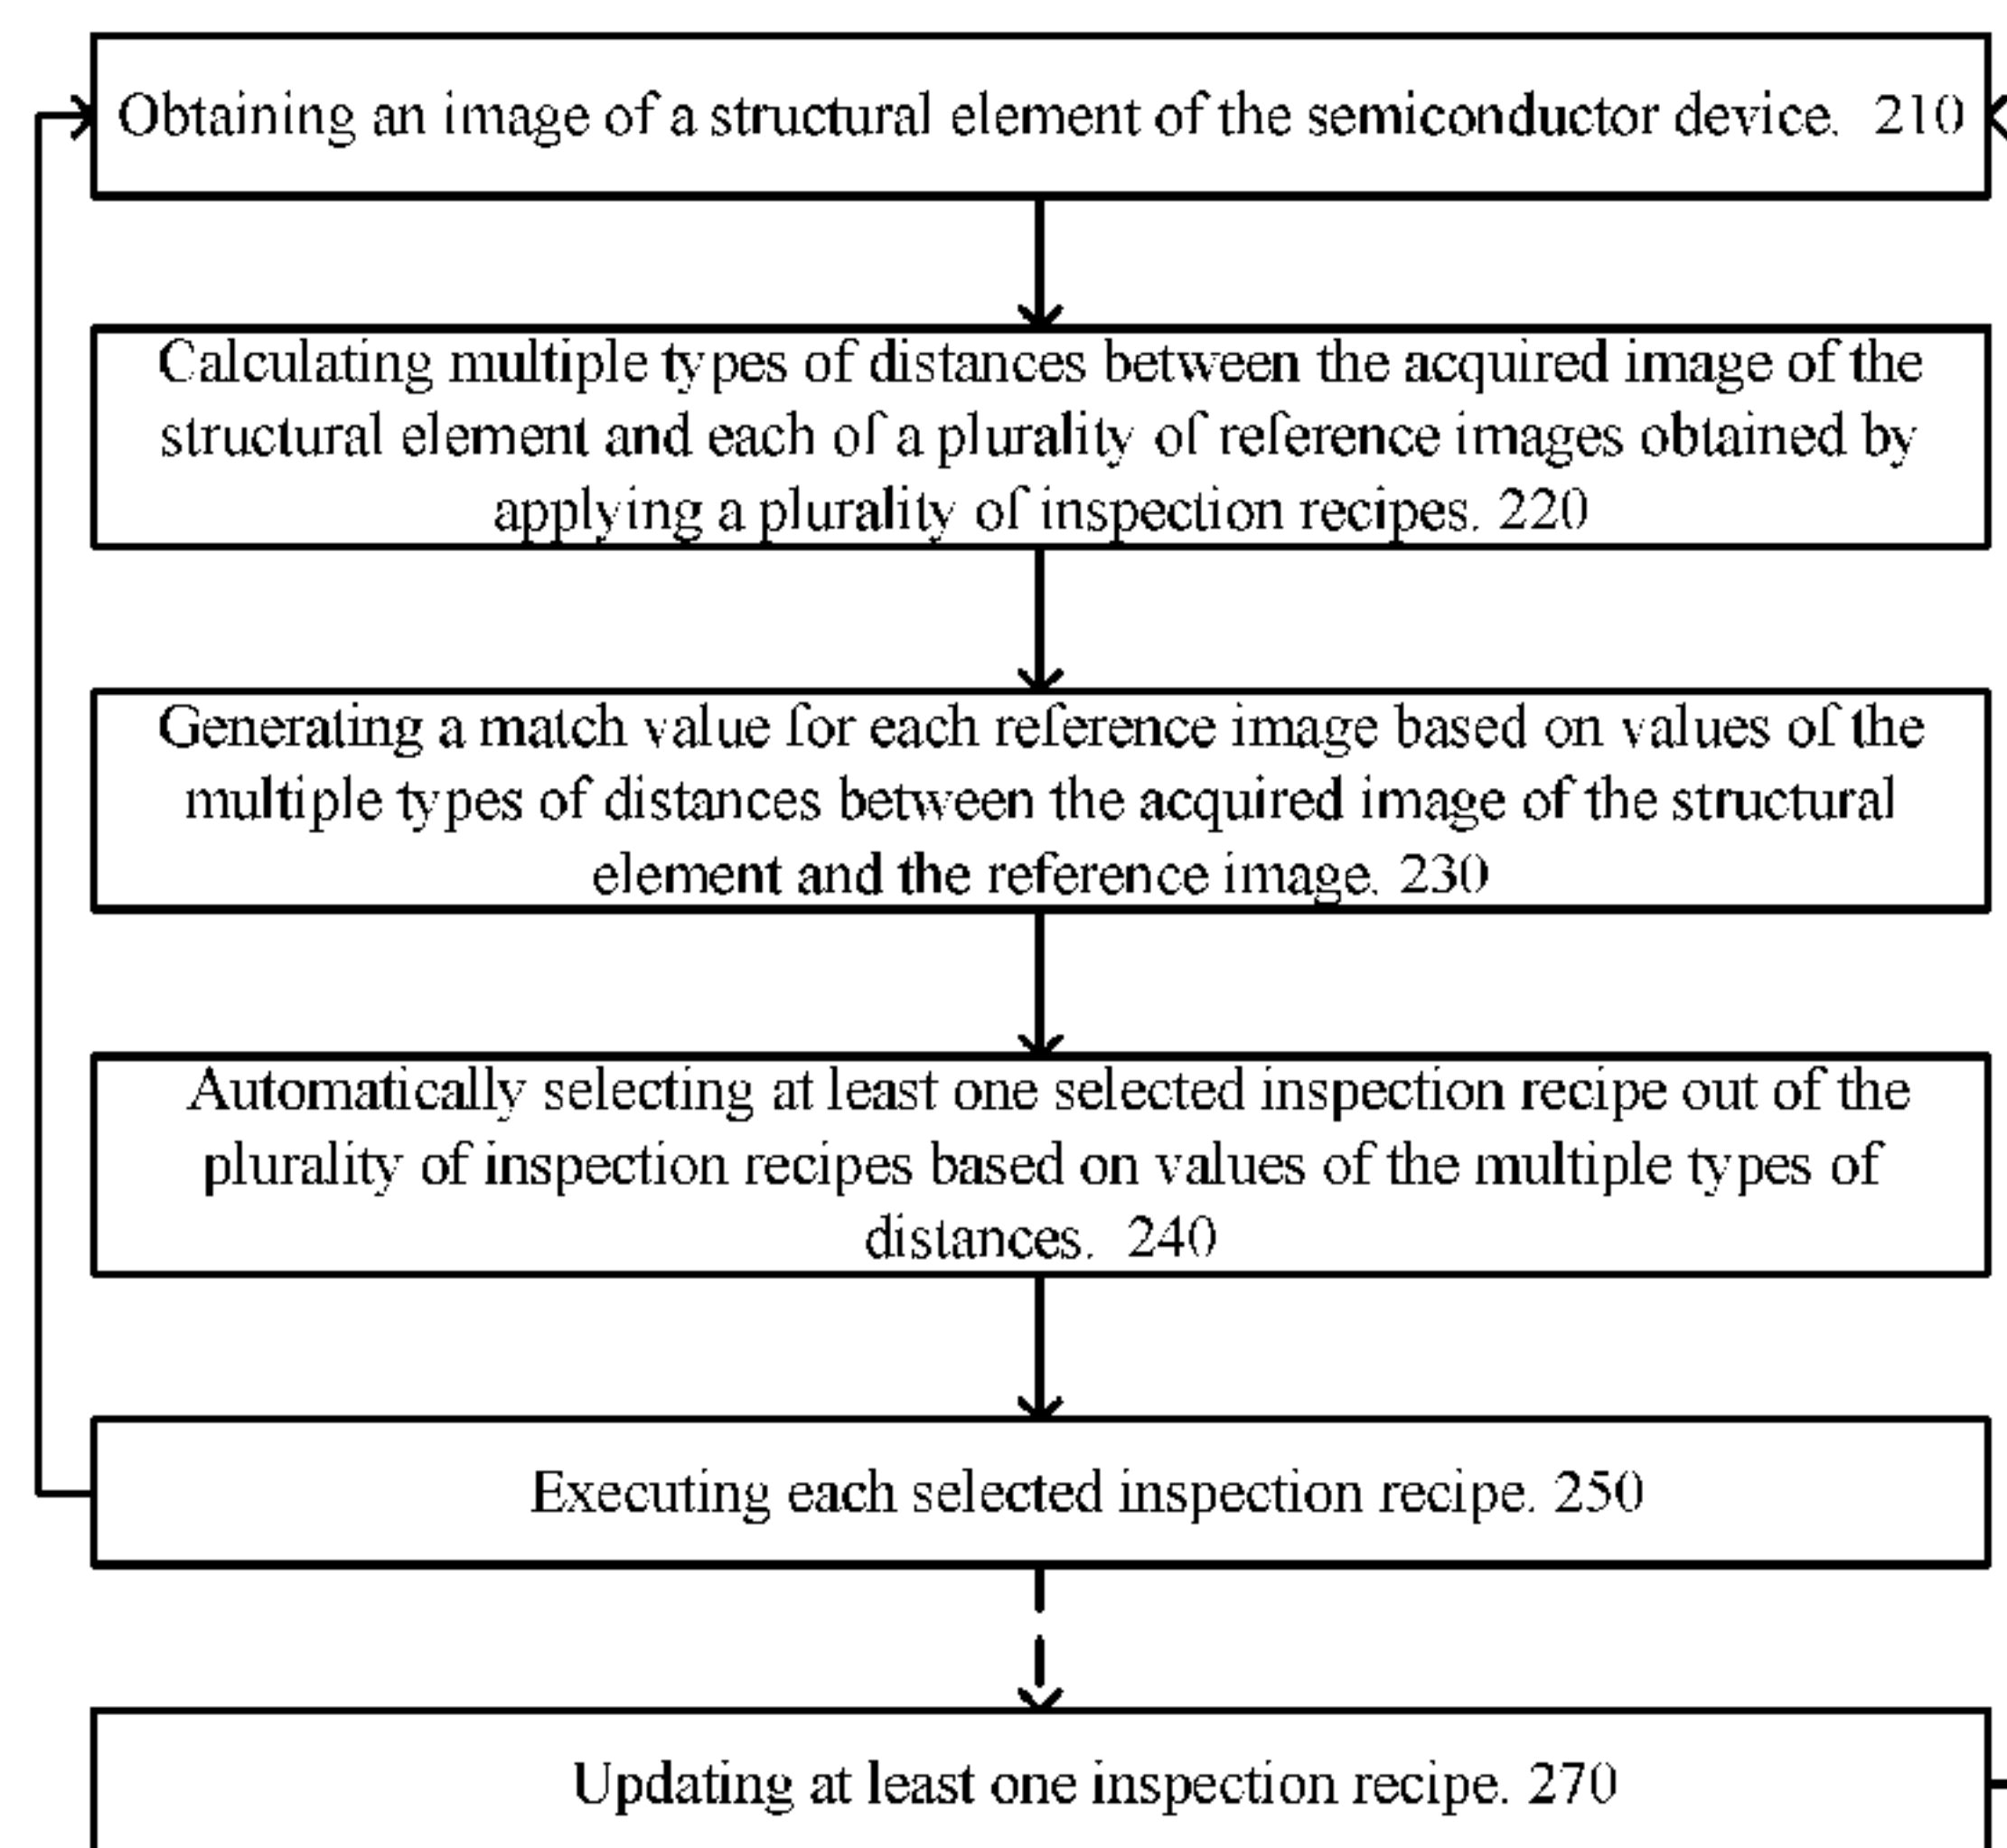 Obtaining an image of a structural element of the semiconductor device. 210
Calculating multiple types of distances between the acquired image of the
structural element and each of a plurality of reference images obtained by
applying a plurality of inspection recipes. 220
Generating a match value for each reference image based on values of the
multiple types of distances between the acquired image of the structural
element and the reference image. 230
Automatically selecting at least one selected inspection recipe out of the
plurality of inspection recipes based on values of the multiple types of
distances. 240
Executing each selected inspection recipe. 250
Updating at least one inspection recipe. 270